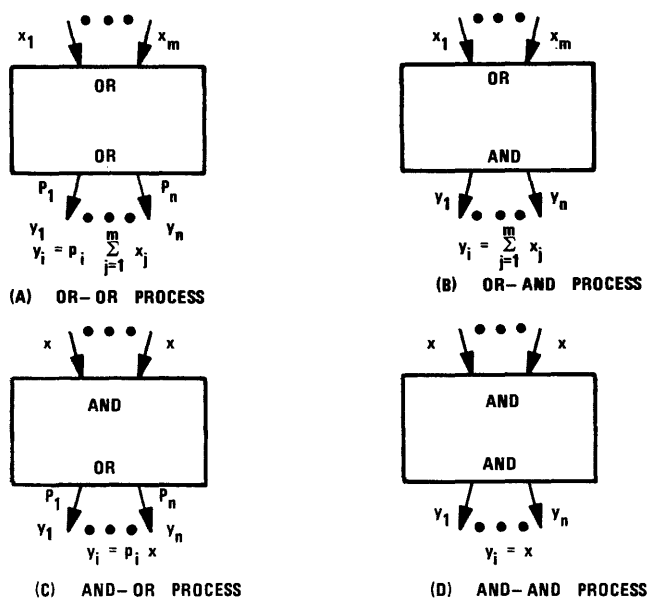 x1 xm
OR
OR
P1 Pn
y1 yn
yi = pi m∑j=1 xj
(A) OR-OR PROCESS
x1 xm
OR
AND
y1 yn
yi = m∑j=1 xj
(B) OR-AND PROCESS
x x
AND
OR
P1 Pn
y1 yn
yi = pi x
(C) AND-OR PROCESS
x x
AND
AND
y1 yn
yi = x
(D) AND-AND PROCESS